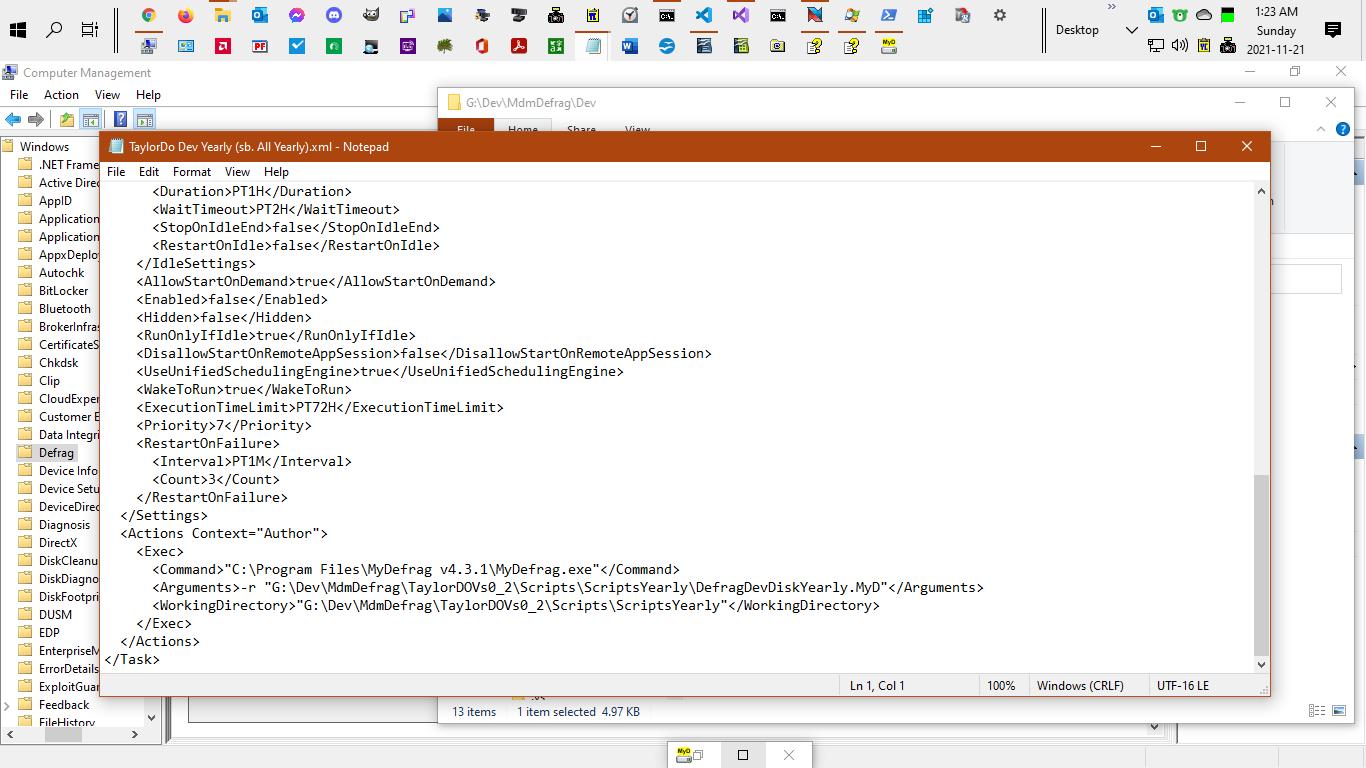 Desktop
1:23 AM
Sunday
2021-11-21
Computer Management
File Action View Help
G:\Dev\MdmDefrag\Dev
File Home Share View
TaylorDo Dev Yearly (sb. All Yearly).xml - Notepad
File Edit Format View Help
Windows
.NET Frame
Active Direc
AppID
Application
Application
AppxDeploy
Autochk
BitLocker
Bluetooth
BrokerInfras
CertificateS
Chkdsk
Clip
CloudExper
Customer E
Data Integri
Defrag
Device Info
Device Setu
DeviceDirec
Diagnosis
DirectX
DiskCleanu
DiskDiagno
DiskFootpri
DUSM
EDP
EnterpriseM
ErrorDetails
ExploitGuar
Feedback
FileHistory
<Duration>PT1H</Duration>
<WaitTimeout>PT2H</WaitTimeout>
<StopOnIdleEnd>false</StopOnIdleEnd>
<RestartOnIdle>false</RestartOnIdle>
</IdleSettings>
<AllowStartOnDemand>true</AllowStartOnDemand>
<Enabled>false</Enabled>
<Hidden>false</Hidden>
<RunOnlyIfIdle>true</RunOnlyIfIdle>
<DisallowStartOnRemoteAppSession>false</DisallowStartOnRemoteAppSession>
<UseUnifiedSchedulingEngine>true</UseUnifiedSchedulingEngine>
<WakeToRun>true</WakeToRun>
<ExecutionTimeLimit>PT72H</ExecutionTimeLimit>
<Priority>7</Priority>
<RestartOnFailure>
<Interval>PT1M</Interval>
<Count>3</Count>
</RestartOnFailure>
</Settings>
<Actions Context="Author">
<Exec>
<Command>"C:\Program Files\MyDefrag v4.3.1\MyDefrag.exe"</Command>
<Arguments>-r "G:\Dev\MdmDefrag\TaylorDOVs0_2\Scripts\ScriptsYearly\DefragDevDiskYearly.MyD"</Arguments>
<WorkingDirectory>"G:\Dev\MdmDefrag\TaylorDOVs0_2\Scripts\ScriptsYearly"</WorkingDirectory>
</Exec>
</Actions>
</Task>
Ln 1, Col 1 100% Windows (CRLF) UTF-16 LE
13 items 1 item selected 4.97 KB
MyD